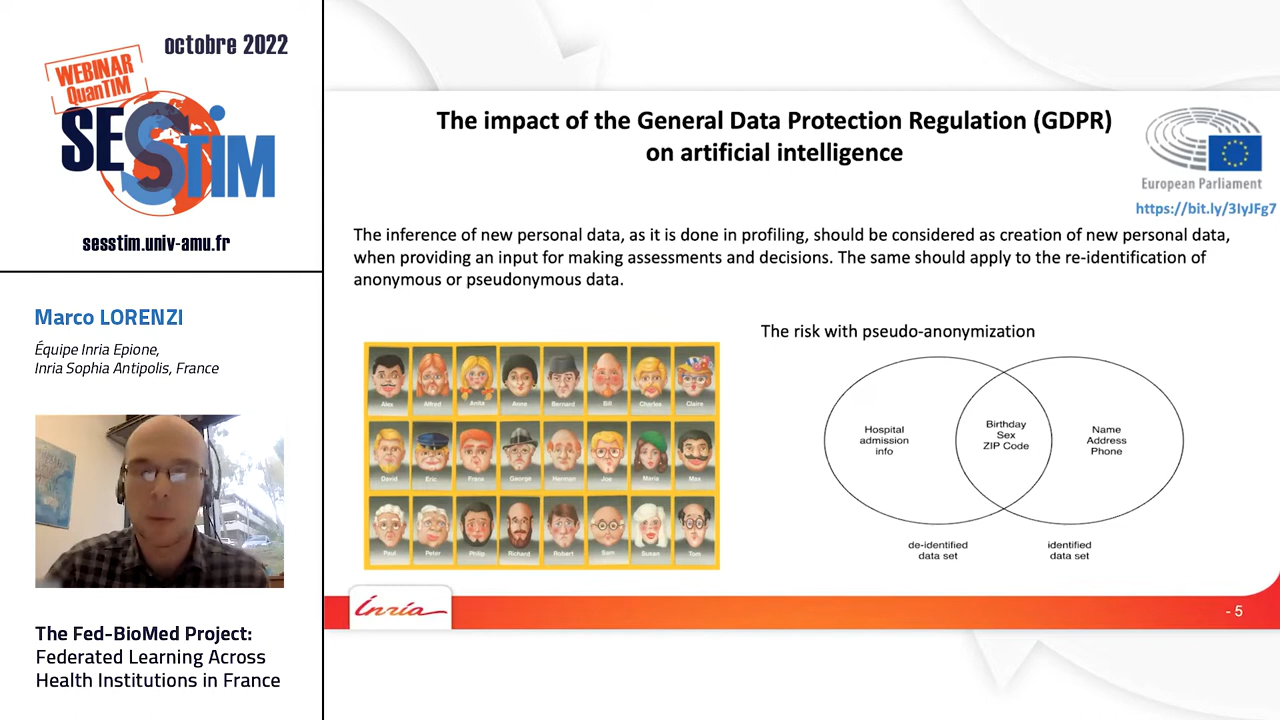 octobre 2022
WEBINAR
QuanTIM
SESSTIM
sesstim.univ-amu.fr
Marco LORENZI
Équipe Inria Epione,
Inria Sophia Antipolis, France
The Fed-BioMed Project:
Federated Learning Across
Health Institutions in France
The impact of the General Data Protection Regulation (GDPR)
on artificial intelligence
European Parliament
https://bit.ly/3IyJFg7
The inference of new personal data, as it is done in profiling, should be considered as creation of new personal data,
when providing an input for making assessments and decisions. The same should apply to the re-identification of
anonymous or pseudonymous data.
Alex Alfred Anita Anne Bernard Bill Charles Claire
David Eric Frans George Herman Joe Maria Max
Paul Peter Philip Richard Robert Sam Susan Tom
The risk with pseudo-anonymization
Hospital
admission
info
Birthday
Sex
ZIP Code
Name
Address
Phone
de-identified
data set
identified
data set
Inria
- 5